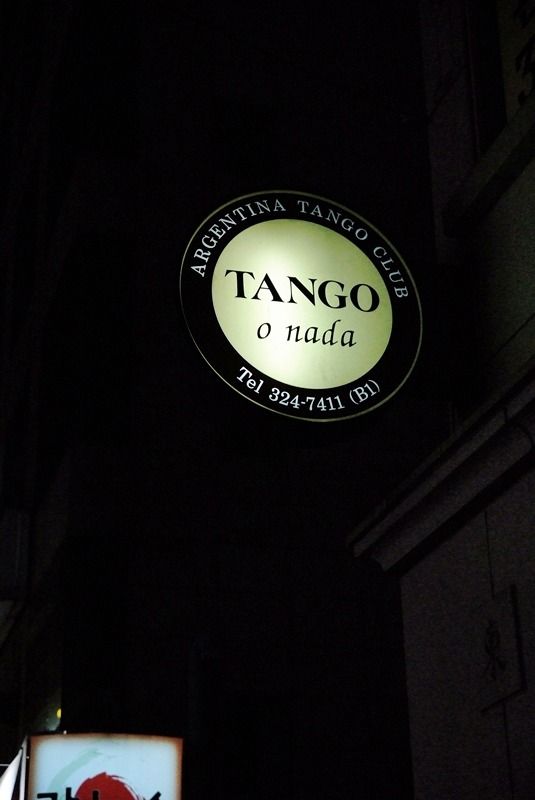 ARGENTINA TANGO CLUB
TANGO
o nada
Tel 324-7411 (B1)